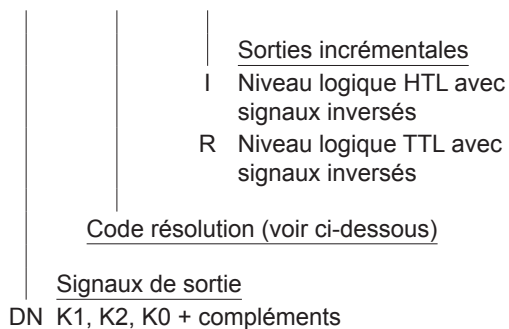 Sorties incrémentales
I Niveau logique HTL avec
signaux inversés
R Niveau logique TTL avec
signaux inversés
Code résolution (voir ci-dessous)
Signaux de sortie
DN K1, K2, K0 + compléments